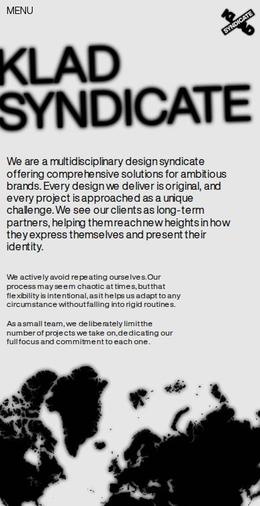 MENU
SYNDICATE
KLAD
SYNDICATE
We are a multidisciplinary design syndicate
offering comprehensive solutions for ambitious
brands. Every design we deliver is original, and
every project is approached as a unique
challenge. We see our clients as long-term
partners, helping them reach new heights in how
they express themselves and present their
identity.
We actively avoid repeating ourselves. Our
process may seem chaotic at times, but that
flexibility is intentional, as it helps us adapt to any
circumstance without falling into rigid routines.
As a small team, we deliberately limit the
number of projects we take on, dedicating our
full focus and commitment to each one.